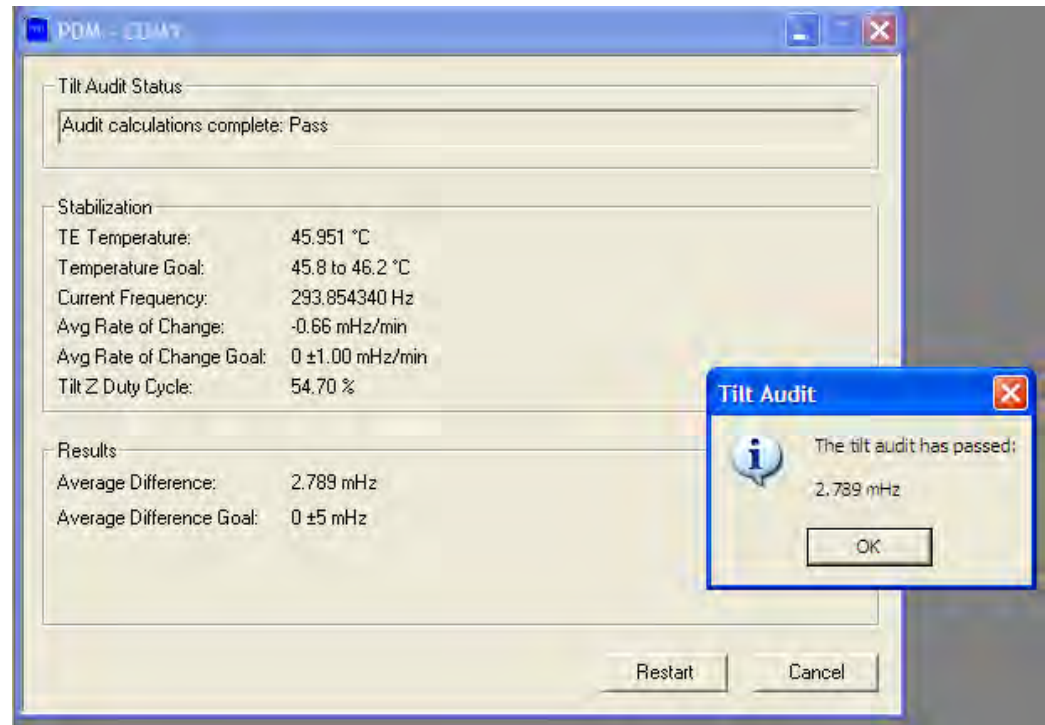 PDM - CDMY
Tilt Audit Status
Audit calculations complete: Pass
Stabilization
TE Temperature: 45.951 °C
Temperature Goal: 45.8 to 46.2 °C
Current Frequency: 293.854340 Hz
Avg Rate of Change: -0.66 mHz/min
Avg Rate of Change Goal: 0 ±1.00 mHz/min
Tilt Z Duty Cycle: 54.70 %
Results
Average Difference: 2.789 mHz
Average Difference Goal: 0 ±5 mHz
Restart Cancel
Tilt Audit
The tilt audit has passed:
2.789 mHz
OK